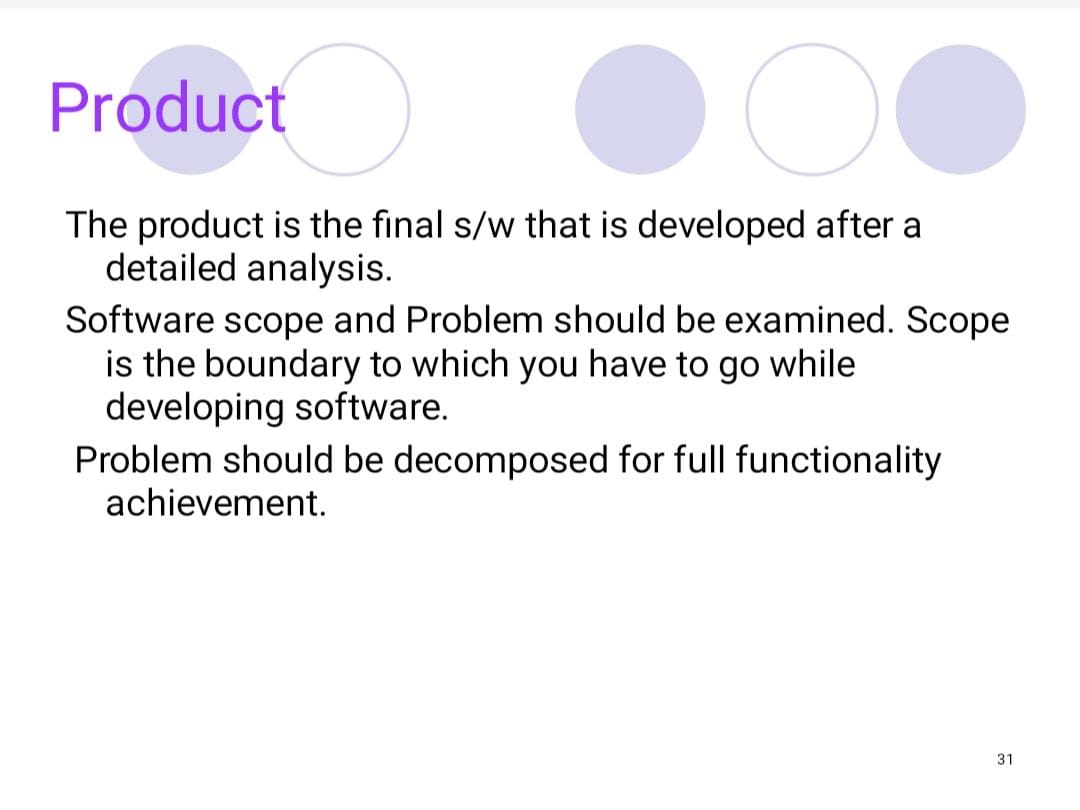 Product
The product is the final s/w that is developed after a
detailed analysis.
Software scope and Problem should be examined. Scope
is the boundary to which you have to go while
developing software.
Problem should be decomposed for full functionality
achievement.
31